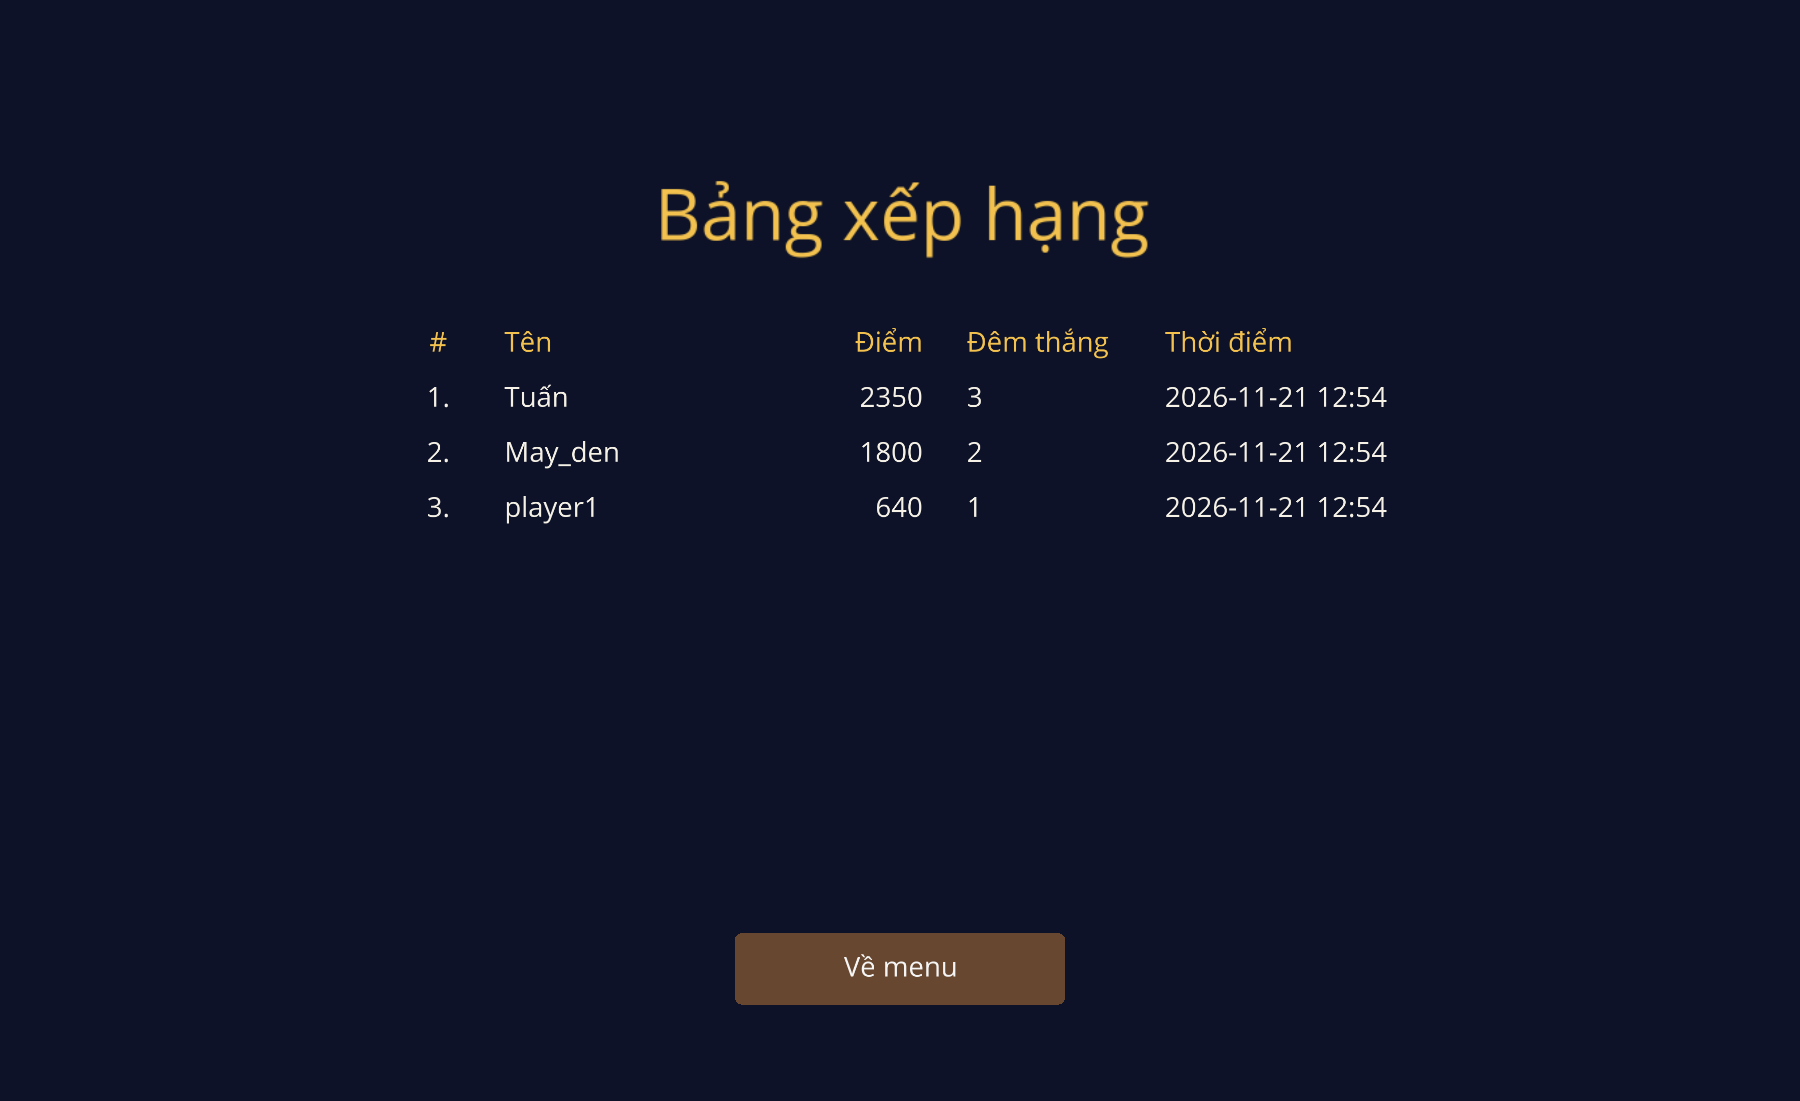 Bảng xếp hạng
# Tên Điểm Đêm thắng Thời điểm
1. Tuấn 2350 3 2026-11-21 12:54
2. May_den 1800 2 2026-11-21 12:54
3. player1 640 1 2026-11-21 12:54
Về menu